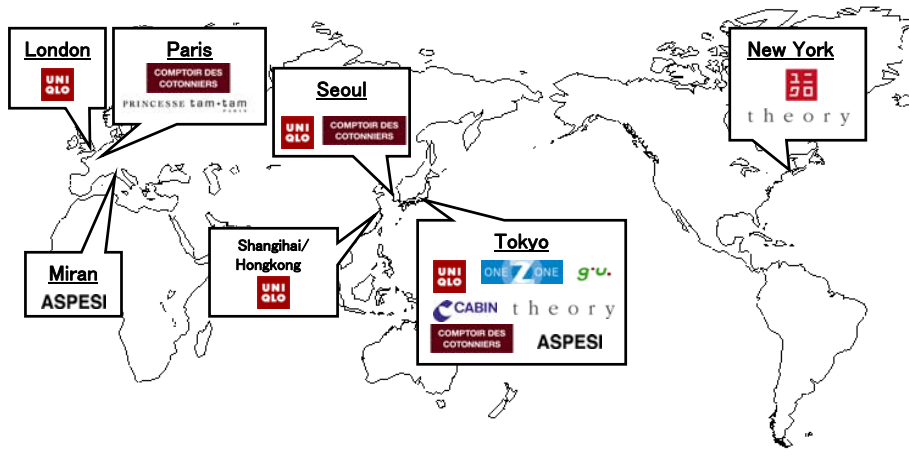 London
UNI
QLO
Paris
COMPTOIR DES
COTONNIERS
PRINCESSE tam•tam
PARIS
Seoul
UNI
QLO
COMPTOIR DES
COTONNIERS
New York
ユニ
クロ
theory
Miran
ASPESI
Shangihai/
Hongkong
UNI
QLO
Tokyo
UNI
QLO
ONE Z ONE
g.u.
CABIN
theory
COMPTOIR DES
COTONNIERS
ASPESI